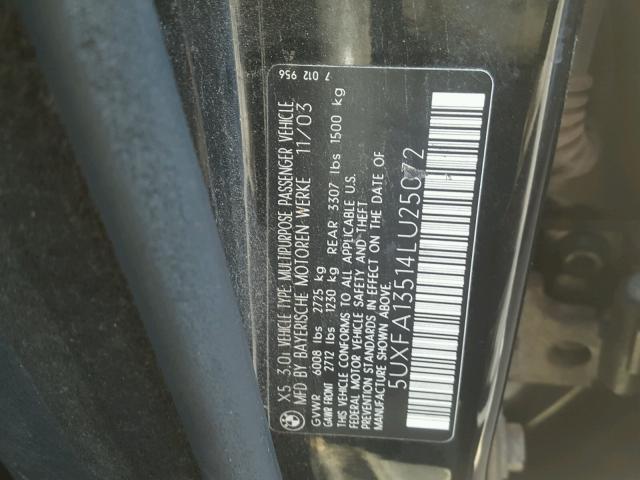 X5 3.0i VEHICLE TYPE: MULTIPURPOSE PASSENGER VEHICLE
MFD BY BAYERISCHE MOTOREN WERKE 11/03
GVWR 6008 lbs 2725 kg
GAWR FRONT 2712 lbs 1230 kg REAR 3307 lbs 1500 kg
THIS VEHICLE CONFORMS TO ALL APPLICABLE U.S.
FEDERAL MOTOR VEHICLE SAFETY AND THEFT
PREVENTION STANDARDS IN EFFECT ON THE DATE OF
MANUFACTURE SHOWN ABOVE.
5UXFA13514LU25072
7 012 956